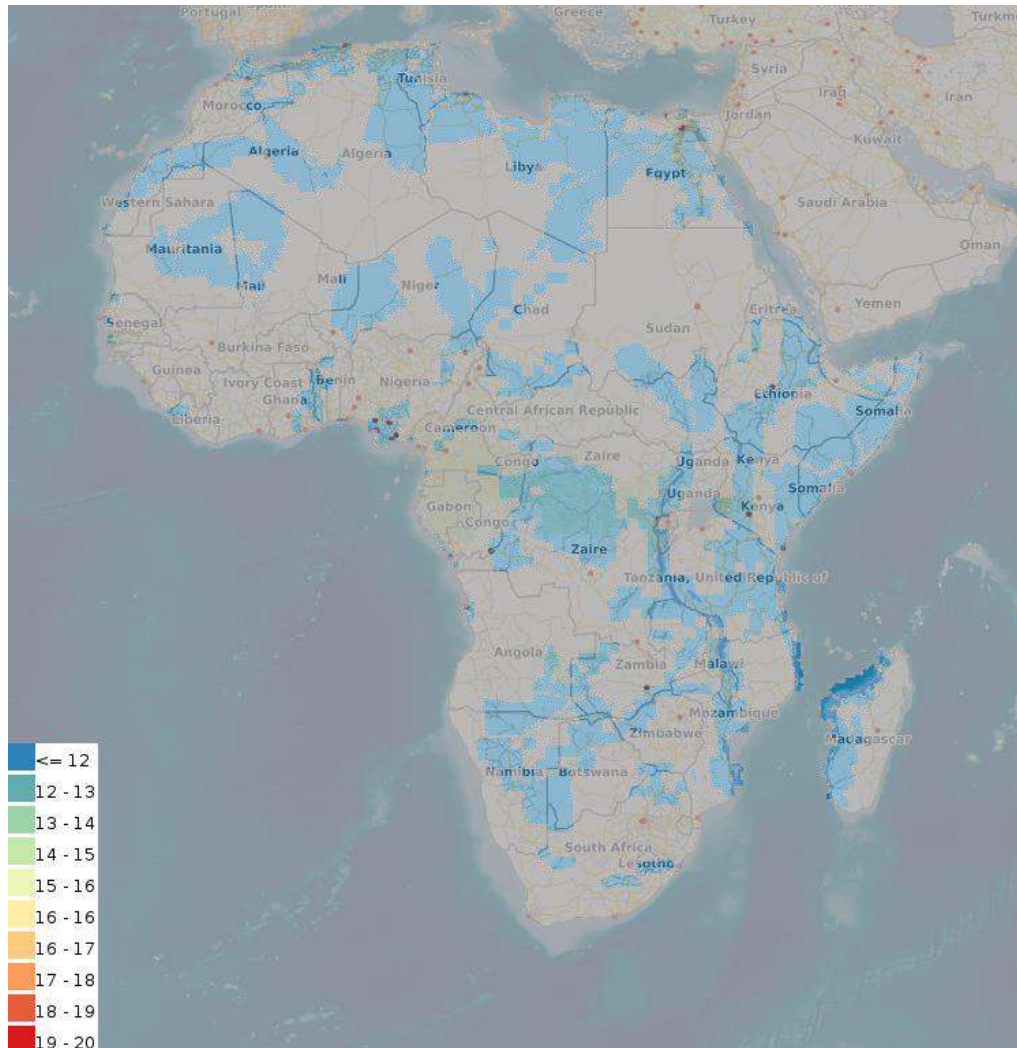 Portugal
Greece
Turkey
Turkm
Syria
Tunisia
Iraq
Iran
Morocco
Jordan
Kuwait
Algeria
Algeria
Libya
Egypt
Western Sahara
Saudi Arabia
Mauritania
Oman
Mali
Mali
Niger
Chad
Yemen
Senegal
Sudan
Eritrea
Burkina Faso
Guinea
Benin
Nigeria
Ivory Coast
Ghana
Ethiopia
Liberia
Central African Republic
Somalia
Cameroon
Congo
Zaire
Uganda
Kenya
Gabon
Uganda
Somalia
Kenya
Congo
Zaire
Tanzania, United Republic of
Angola
Zambia
Malawi
Mozambique
Zimbabwe
Madagascar
Namibia
Botswana
South Africa
Lesotho
<= 12
12 - 13
13 - 14
14 - 15
15 - 16
16 - 16
16 - 17
17 - 18
18 - 19
19 - 20